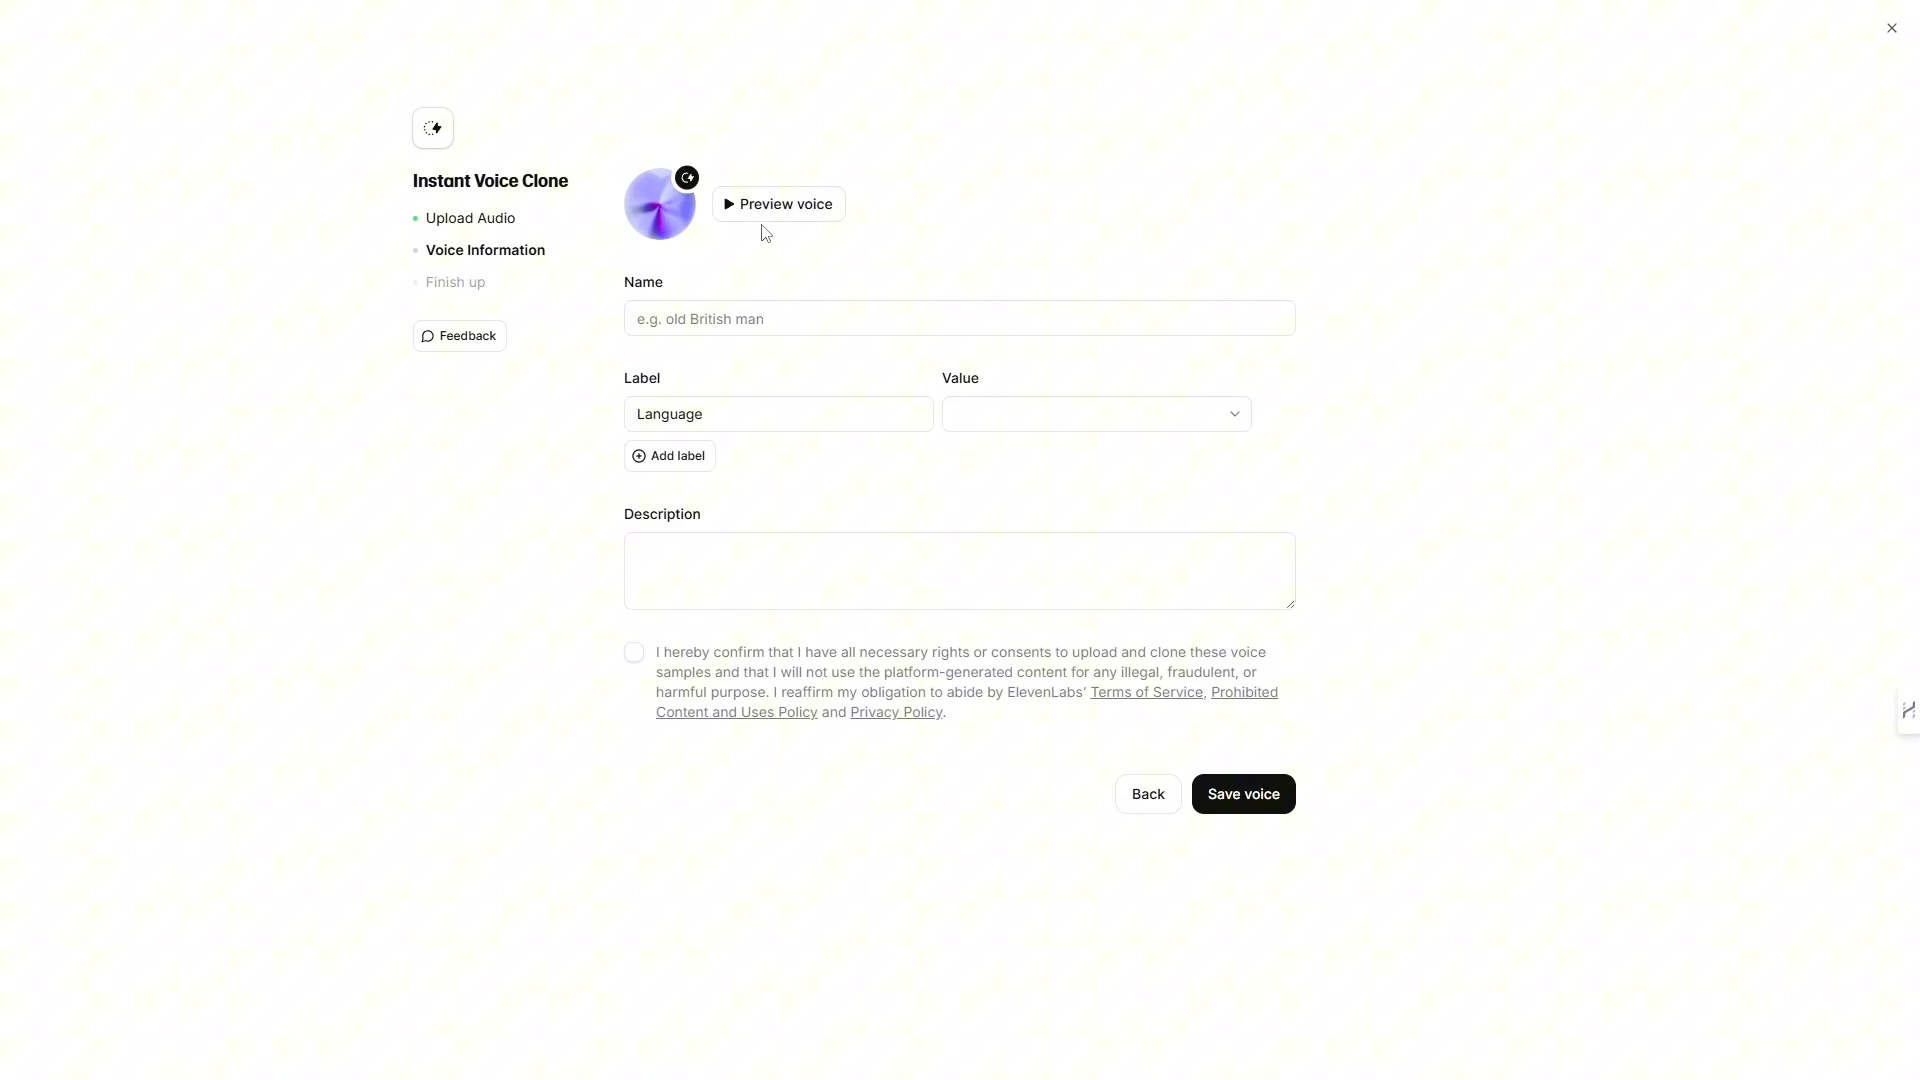 Instant Voice Clone
Upload Audio
Voice Information
Finish up
Feedback
Preview voice
Name
e.g. old British man
Label
Value
Language
Add label
Description
I hereby confirm that I have all necessary rights or consents to upload and clone these voice
samples and that I will not use the platform-generated content for any illegal, fraudulent, or
harmful purpose. I reaffirm my obligation to abide by ElevenLabs’ Terms of Service, Prohibited
Content and Uses Policy and Privacy Policy.
Back
Save voice